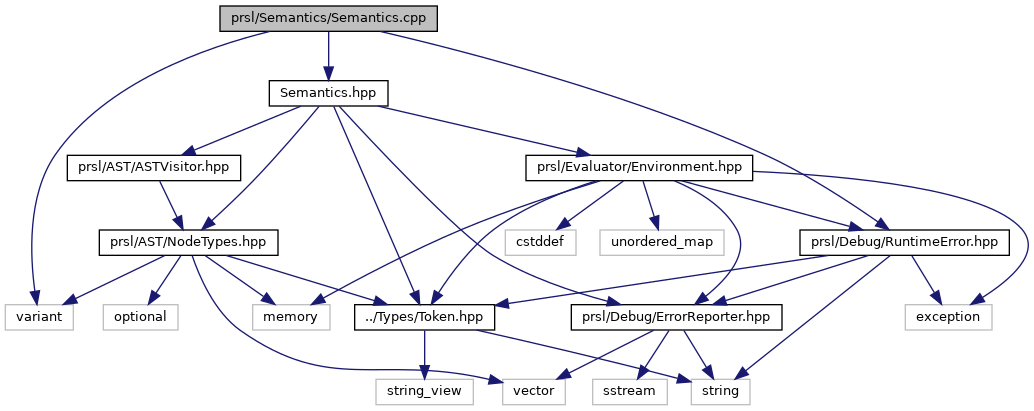 prsl/Semantics/Semantics.cpp
Semantics.hpp
prsl/AST/ASTVisitor.hpp
prsl/Evaluator/Environment.hpp
prsl/AST/NodeTypes.hpp
cstddef
unordered_map
prsl/Debug/RuntimeError.hpp
variant
optional
memory
../Types/Token.hpp
prsl/Debug/ErrorReporter.hpp
exception
string_view
vector
sstream
string